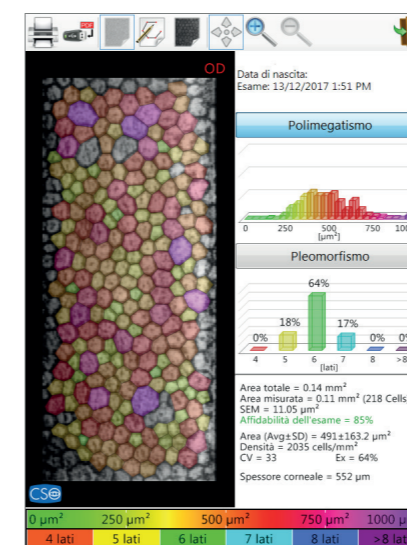 PDF
OD
Data di nascita:
Esame: 13/12/2017 1:51 PM
Polimegatismo
0 250 500 750 100
[µm²]
Pleomorfismo
64%
18% 17%
0% 0% 0%
4 5 6 7 8 >8
[lati]
Area totale = 0.14 mm²
Area misurata = 0.11 mm² (218 Cells
SEM = 11.05 µm²
Affidabilità dell'esame = 85%
Area (Avg±SD) = 491±163.2 µm²
Densità = 2035 cells/mm²
CV = 33 Ex = 64%
Spessore corneale = 552 µm
CSO
0 µm² 250 µm² 500 µm² 750 µm² 1000 µ
4 lati 5 lati 6 lati 7 lati 8 lati >8 lat